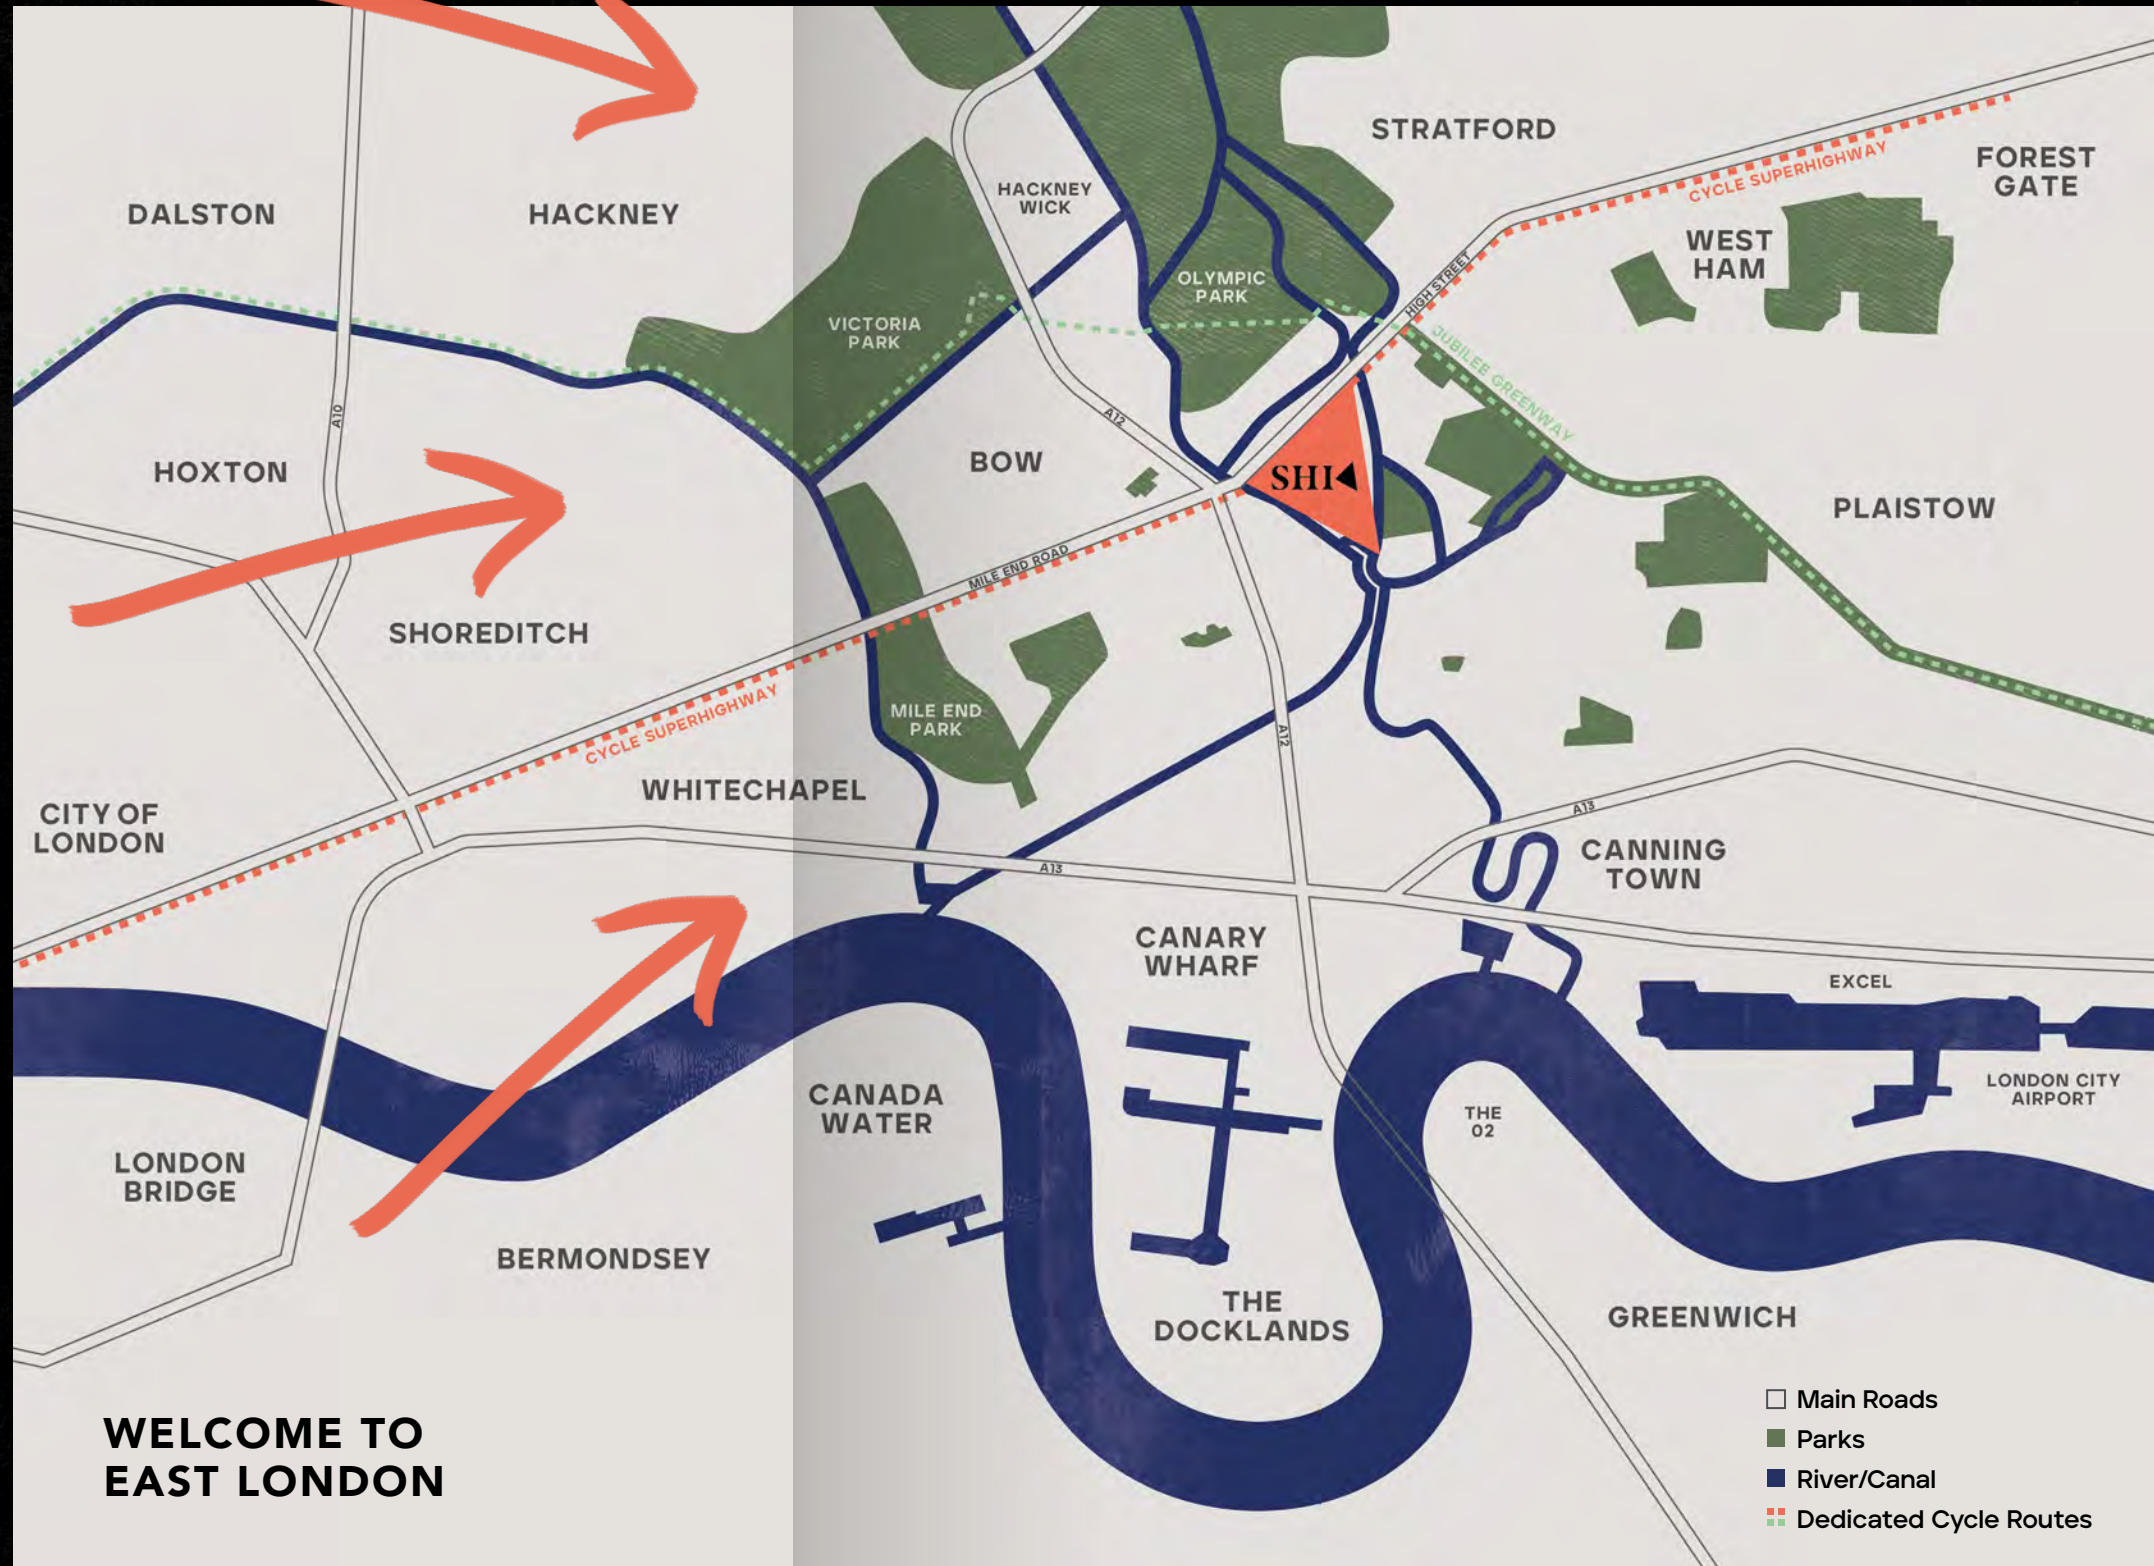 STRATFORD
FOREST
GATE
CYCLE SUPERHIGHWAY
HACKNEY
WICK
DALSTON
HACKNEY
WEST
HAM
OLYMPIC
PARK
HIGH STREET
VICTORIA
PARK
JUBILEE GREENWAY
A10
A12
HOXTON
BOW
SHI
PLAISTOW
MILE END ROAD
SHOREDITCH
CYCLE SUPERHIGHWAY
MILE END
PARK
A12
WHITECHAPEL
CITY OF
LONDON
A13
A13
CANNING
TOWN
CANARY
WHARF
EXCEL
CANADA
WATER
LONDON CITY
AIRPORT
THE
02
LONDON
BRIDGE
BERMONDSEY
THE
DOCKLANDS
GREENWICH
WELCOME TO
EAST LONDON
Main Roads
Parks
River/Canal
Dedicated Cycle Routes